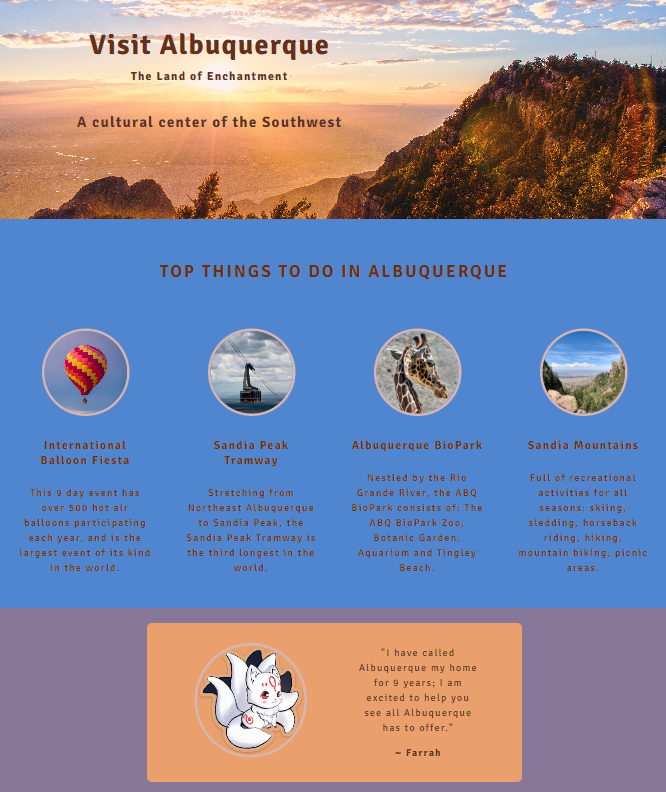 Visit Albuquerque
The Land of Enchantment
A cultural center of the Southwest
TOP THINGS TO DO IN ALBUQUERQUE
International
Balloon Fiesta
This 9 day event has
over 500 hot air
balloons participating
each year, and is the
largest event of its kind
in the world.
Sandia Peak
Tramway
Stretching from
Northeast Albuquerque
to Sandia Peak, the
Sandia Peak Tramway is
the third longest in the
world.
Albuquerque BioPark
Nestled by the Rio
Grande River, the ABQ
BioPark consists of: The
ABQ BioPark Zoo,
Botanic Garden,
Aquarium and Tingley
Beach.
Sandia Mountains
Full of recreational
activities for all
seasons: skiing,
sledding, horseback
riding, hiking,
mountain biking, picnic
areas.
"I have called
Albuquerque my home
for 9 years; I am
excited to help you
see all Albuquerque
has to offer."
~ Farrah